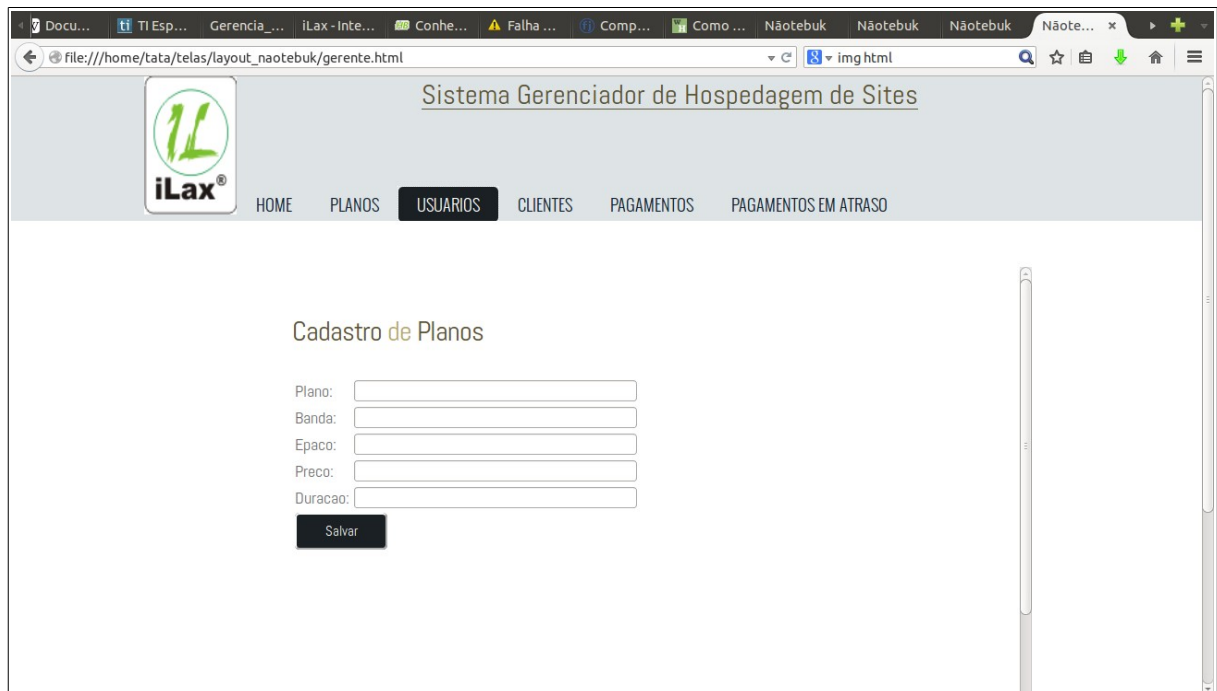 Docu... TI Esp... Gerencia_... iLax - Inte... Conhe... Falha ... Comp... Como ... Nãotebuk Nãotebuk Nãotebuk Nãote... ×
file:///home/tata/telas/layout_naotebuk/gerente.html img html
Sistema Gerenciador de Hospedagem de Sites
iL
iLax®
HOME PLANOS USUARIOS CLIENTES PAGAMENTOS PAGAMENTOS EM ATRASO
Cadastro de Planos
Plano:
Banda:
Epaco:
Preco:
Duracao:
Salvar